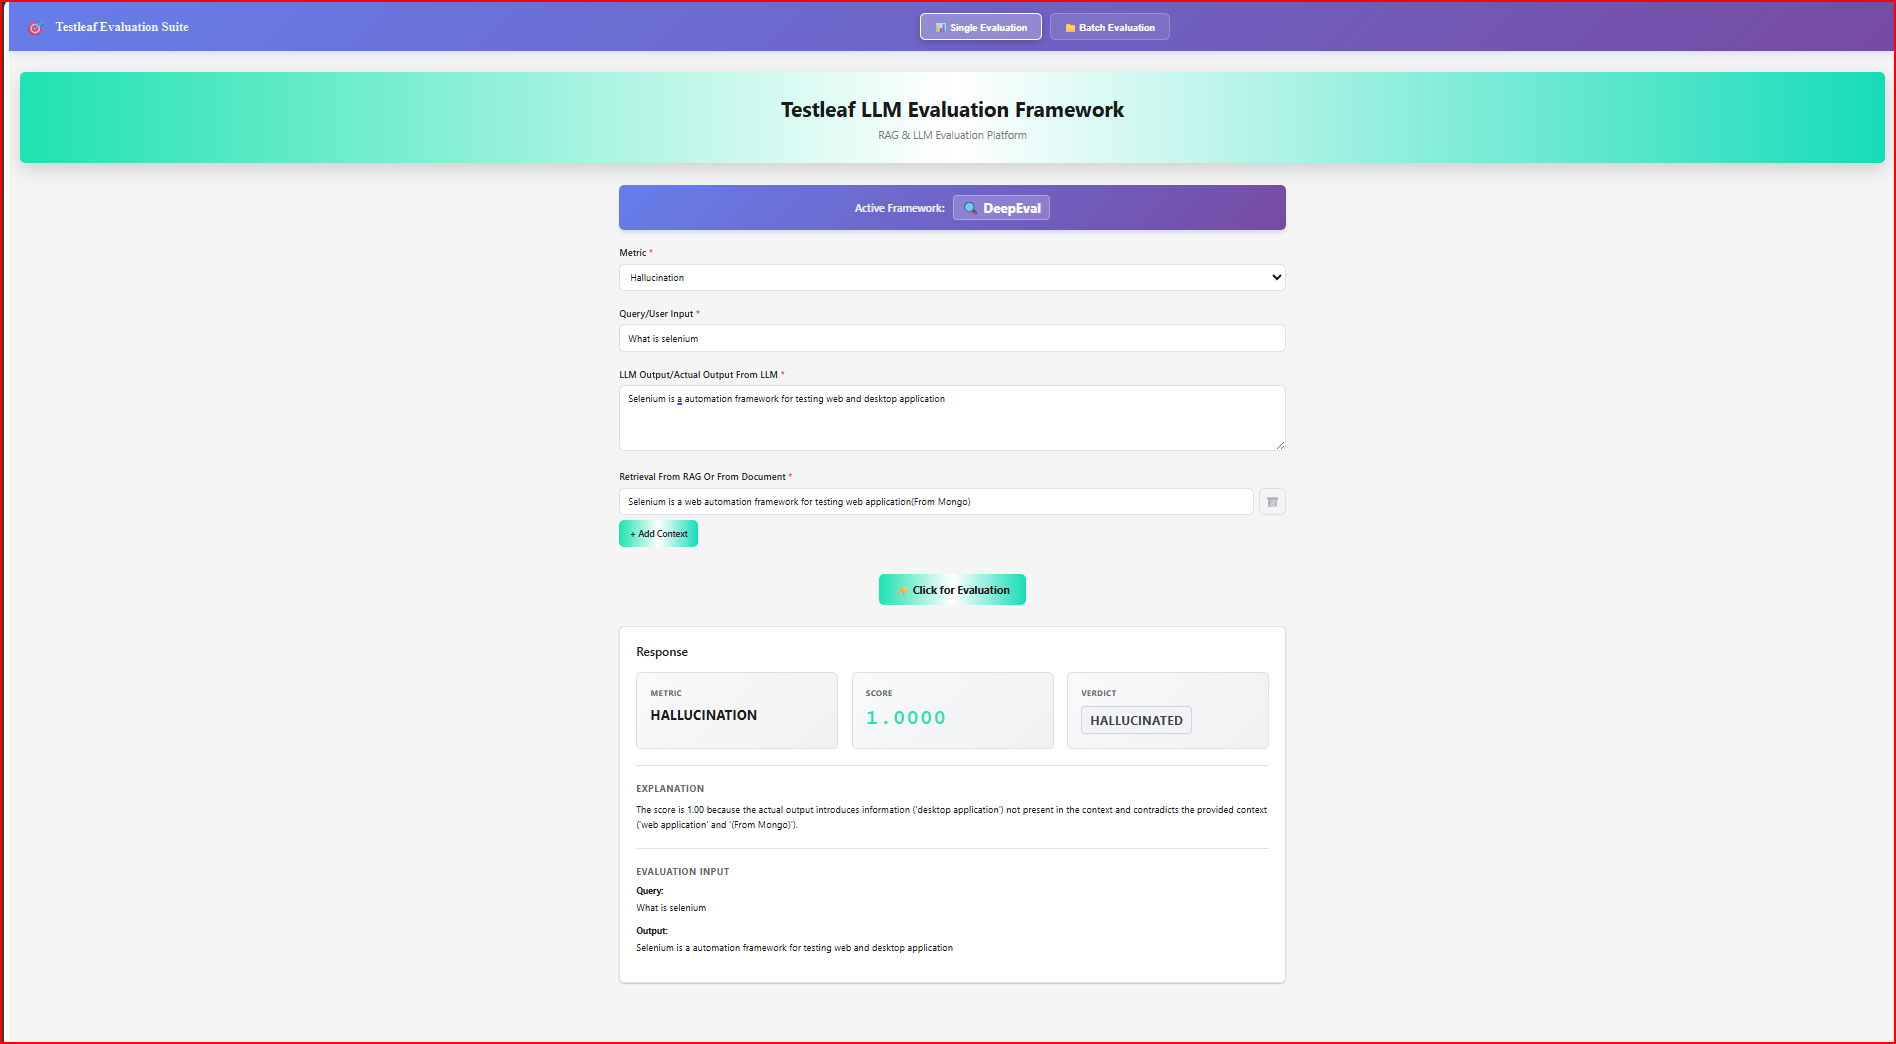 Testleaf Evaluation Suite
Single Evaluation
Batch Evaluation
Testleaf LLM Evaluation Framework
RAG & LLM Evaluation Platform
Active Framework: DeepEval
Metric *
Hallucination
Query/User Input *
What is selenium
LLM Output/Actual Output From LLM *
Selenium is a automation framework for testing web and desktop application
Retrieval From RAG Or From Document *
Selenium is a web automation framework for testing web application(From Mongo)
+ Add Context
Click for Evaluation
Response
METRIC
HALLUCINATION
SCORE
1.0000
VERDICT
HALLUCINATED
EXPLANATION
The score is 1.00 because the actual output introduces information ('desktop application') not present in the context and contradicts the provided context
('web application' and '(From Mongo)').
EVALUATION INPUT
Query:
What is selenium
Output:
Selenium is a automation framework for testing web and desktop application